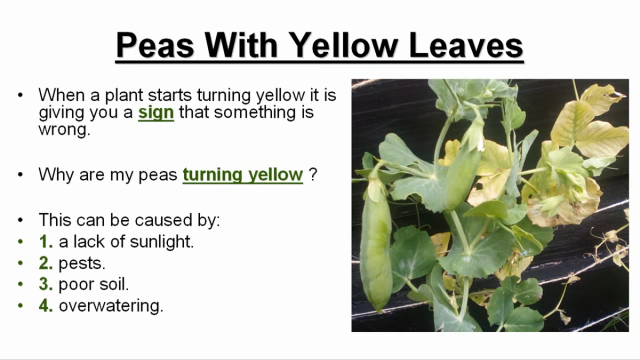 Peas With Yellow Leaves
• When a plant starts turning yellow it is
giving you a sign that something is
wrong.
• Why are my peas turning yellow ?
• This can be caused by:
• 1. a lack of sunlight.
• 2. pests.
• 3. poor soil.
• 4. overwatering.